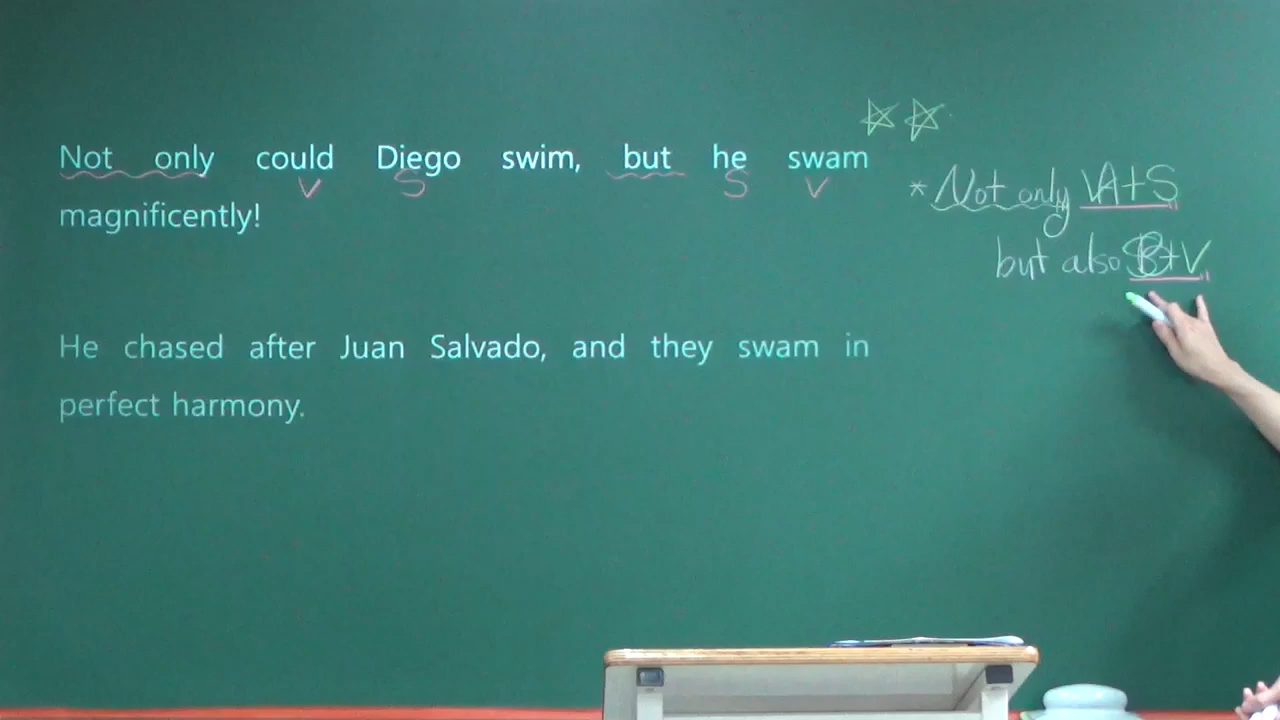 Not only could Diego swim, but he swam
V S S V
magnificently!
He chased after Juan Salvado, and they swam in
perfect harmony.
* Not only V+S
but also S+V